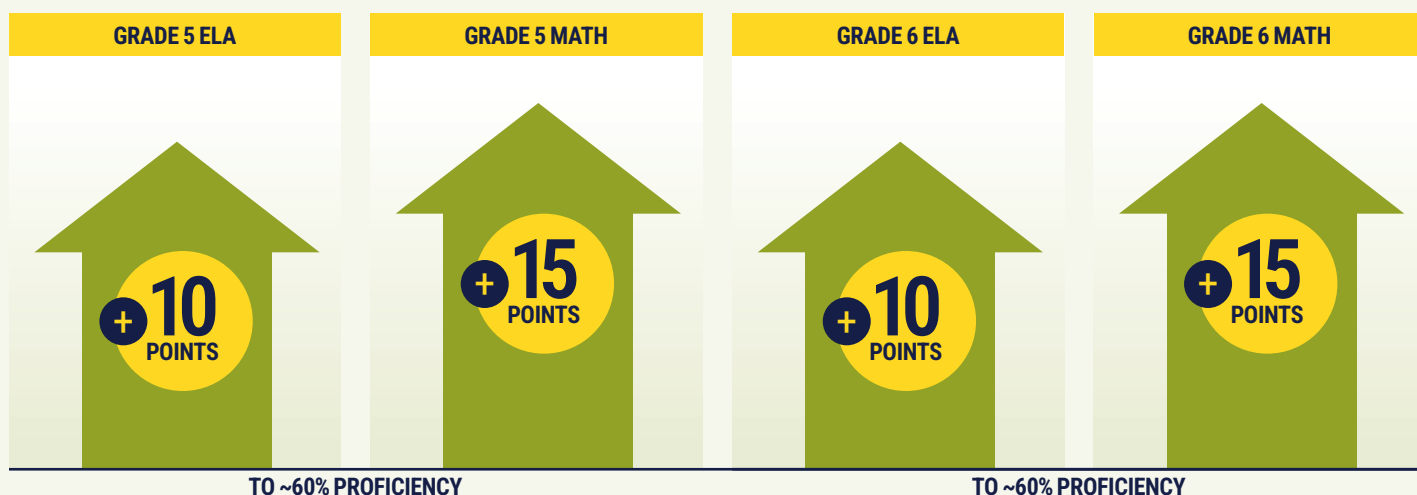 GRADE 5 ELA
+ 10
POINTS
GRADE 5 MATH
+ 15
POINTS
TO ~60% PROFICIENCY
GRADE 6 ELA
+ 10
POINTS
GRADE 6 MATH
+ 15
POINTS
TO ~60% PROFICIENCY